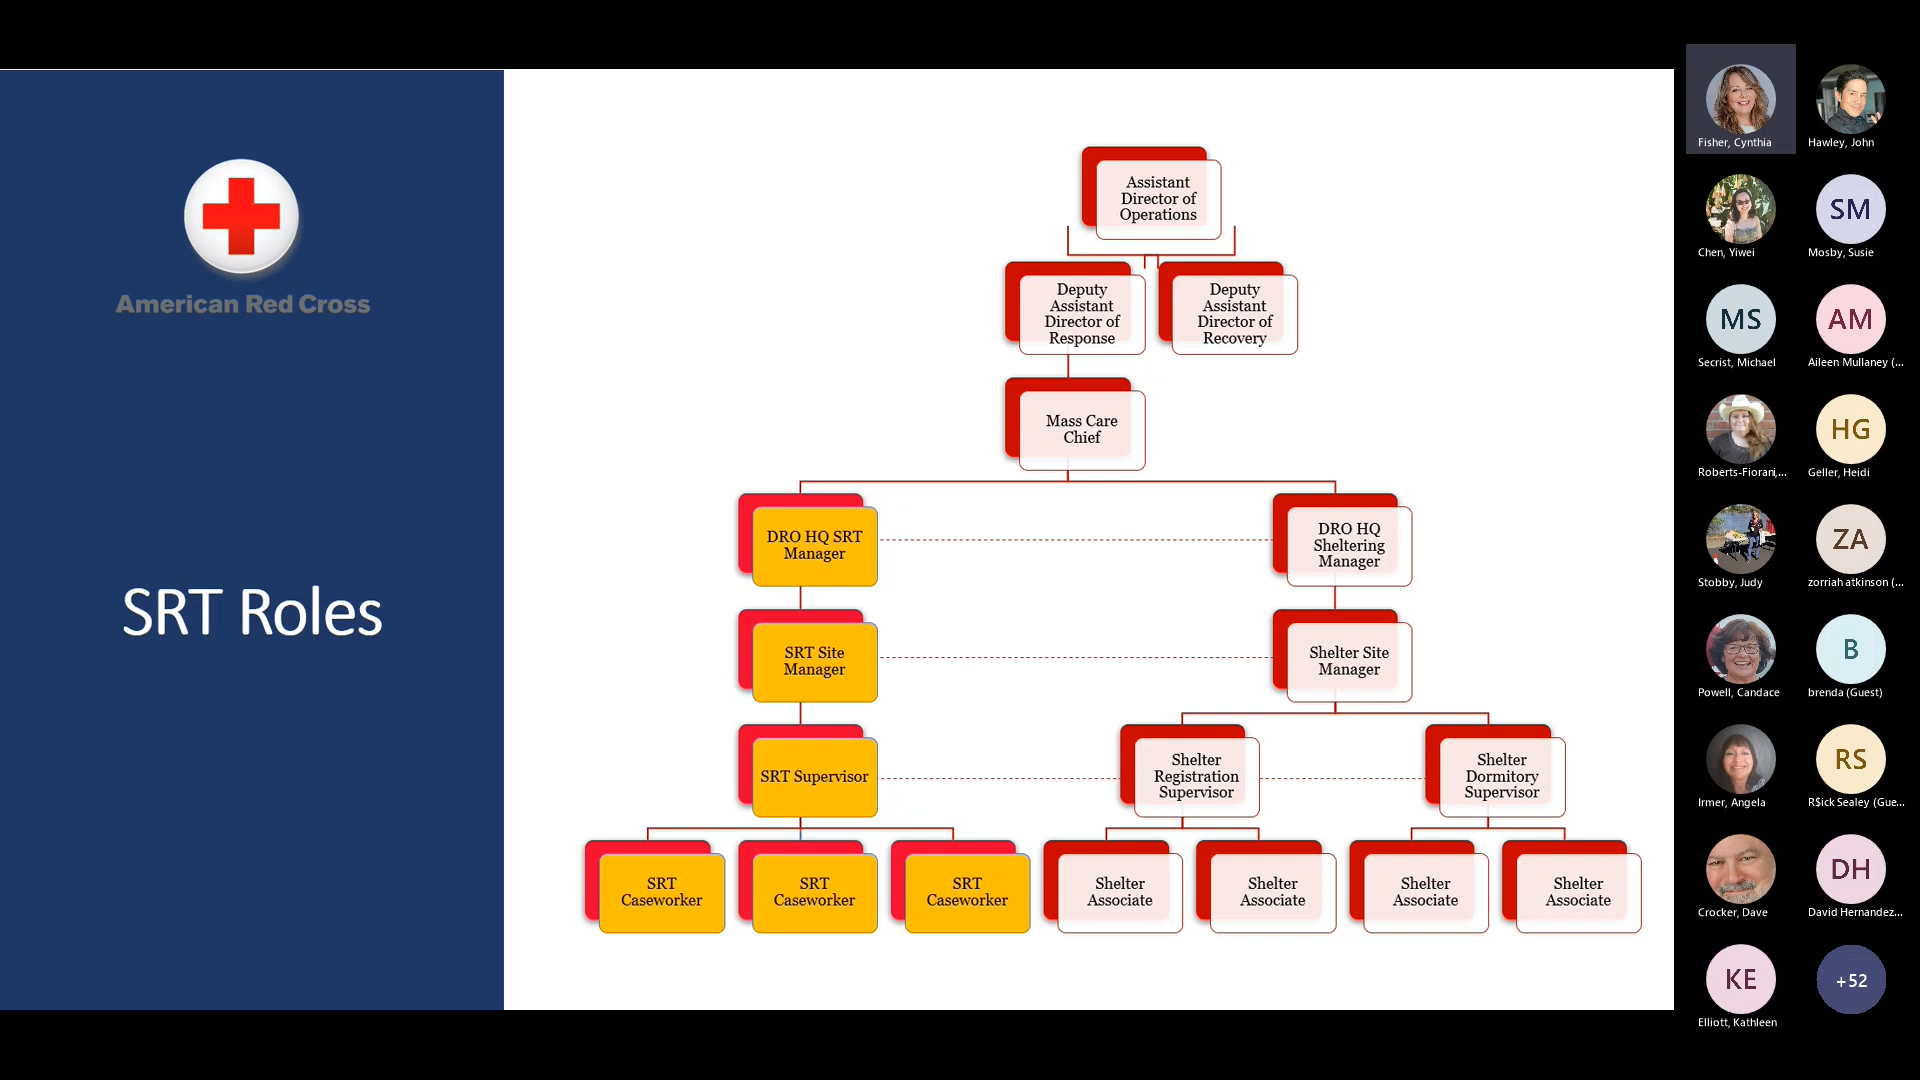 American Red Cross
SRT Roles
Assistant
Director of
Operations
Deputy
Assistant
Director of
Response
Deputy
Assistant
Director of
Recovery
Mass Care
Chief
DRO HQ SRT
Manager
DRO HQ
Sheltering
Manager
SRT Site
Manager
Shelter Site
Manager
SRT Supervisor
Shelter
Registration
Supervisor
Shelter
Dormitory
Supervisor
SRT
Caseworker
SRT
Caseworker
SRT
Caseworker
Shelter
Associate
Shelter
Associate
Shelter
Associate
Shelter
Associate
Fisher, Cynthia
Hawley, John
Chen, Yiwei
SM
Mosby, Susie
MS
Secrist, Michael
AM
Aileen Mullaney (...
Roberts-Fiorani,...
HG
Geller, Heidi
Stobby, Judy
ZA
zorriah atkinson (...
Powell, Candace
B
brenda (Guest)
Irmer, Angela
RS
R$ick Sealey (Gue...
Crocker, Dave
DH
David Hernandez...
KE
Elliott, Kathleen
+52